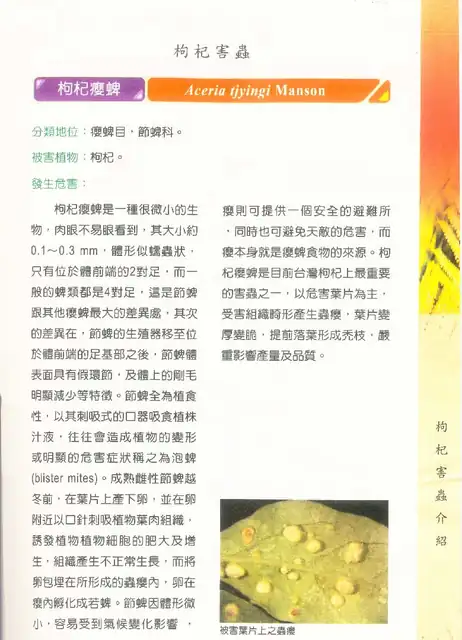 枸杞害蟲
枸杞癭蜱
Aceria tjyingi Manson
分類地位：癭蜱目，節蜱科。
被害植物：枸杞。
發生危害：
枸杞癭蜱是一種很微小的生
物，肉眼不易眼看到，其大小約
0.1~0.3 mm，體形似蠕蟲狀，
只有位於體前端的2對足，而一
般的蜱類都是4對足，這是節蜱
跟其他癭蜱最大的差異處，其次
的差異在，節蜱的生殖器移至位
於體前端的足基部之後，節蜱體
表面具有假環節，及體上的剛毛
明顯減少等特徵。節蜱全為植食
性，以其刺吸式的口器吸食植株
汁液，往往會造成植物的變形
或明顯的危害症狀稱之為泡蜱
(blister mites)。成熟雌性節蜱越
冬前，在葉片上產下卵，並在卵
附近以口針刺吸植物葉肉組織，
誘發植物植物細胞的肥大及增
生，組織產生不正常生長，而將
卵包埋在所形成的蟲癭內，卵在
癭內孵化成若蜱。節蜱因體形微
小，容易受到氣候變化影響，
癭則可提供一個安全的避難所
，同時也可避免天敵的危害，而
癭本身就是癭蜱食物的來源。枸
杞癭蜱是目前台灣枸杞上最重要
的害蟲之一，以危害葉片為主，
受害組織畸形產生蟲癭，葉片變
厚變脆，提前落葉形成禿枝，嚴
重影響產量及品質。
被害葉片上之蟲癭
枸杞害蟲介紹